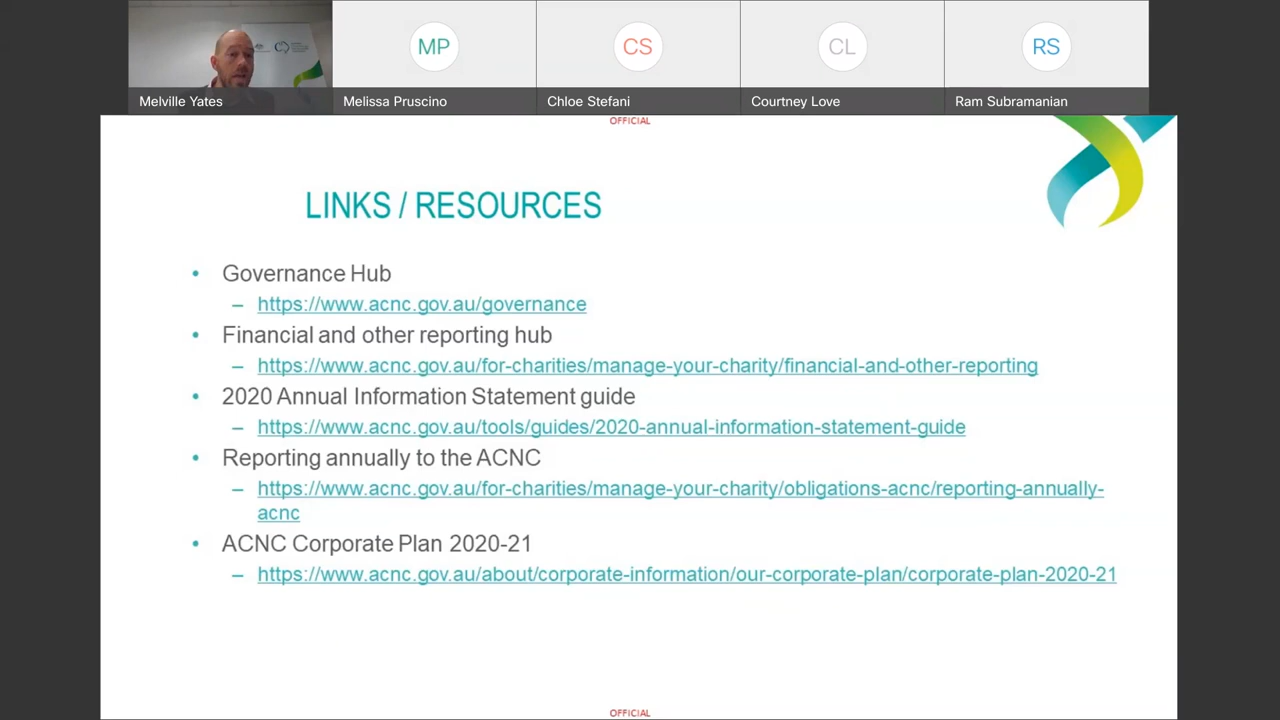 MP
CS
CL
RS
Melville Yates
Melissa Pruscino
Chloe Stefani
Courtney Love
Ram Subramanian
OFFICIAL
LINKS / RESOURCES
• Governance Hub
– https://www.acnc.gov.au/governance
• Financial and other reporting hub
– https://www.acnc.gov.au/for-charities/manage-your-charity/financial-and-other-reporting
• 2020 Annual Information Statement guide
– https://www.acnc.gov.au/tools/guides/2020-annual-information-statement-guide
• Reporting annually to the ACNC
– https://www.acnc.gov.au/for-charities/manage-your-charity/obligations-acnc/reporting-annually-
acnc
• ACNC Corporate Plan 2020-21
– https://www.acnc.gov.au/about/corporate-information/our-corporate-plan/corporate-plan-2020-21
OFFICIAL